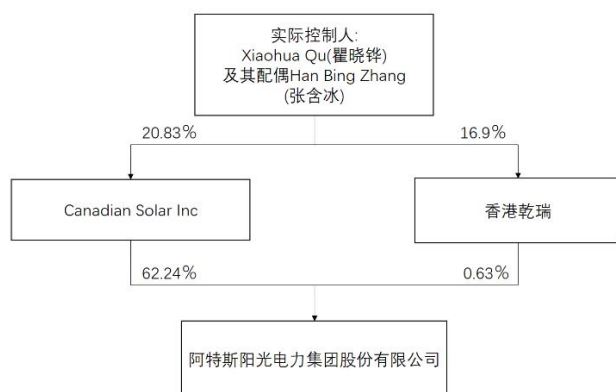 实际控制人:
Xiaohua Qu(瞿晓铧)
及其配偶Han Bing Zhang
(张含冰)
20.83%
16.9%
Canadian Solar Inc
香港乾瑞
62.24%
0.63%
阿特斯阳光电力集团股份有限公司